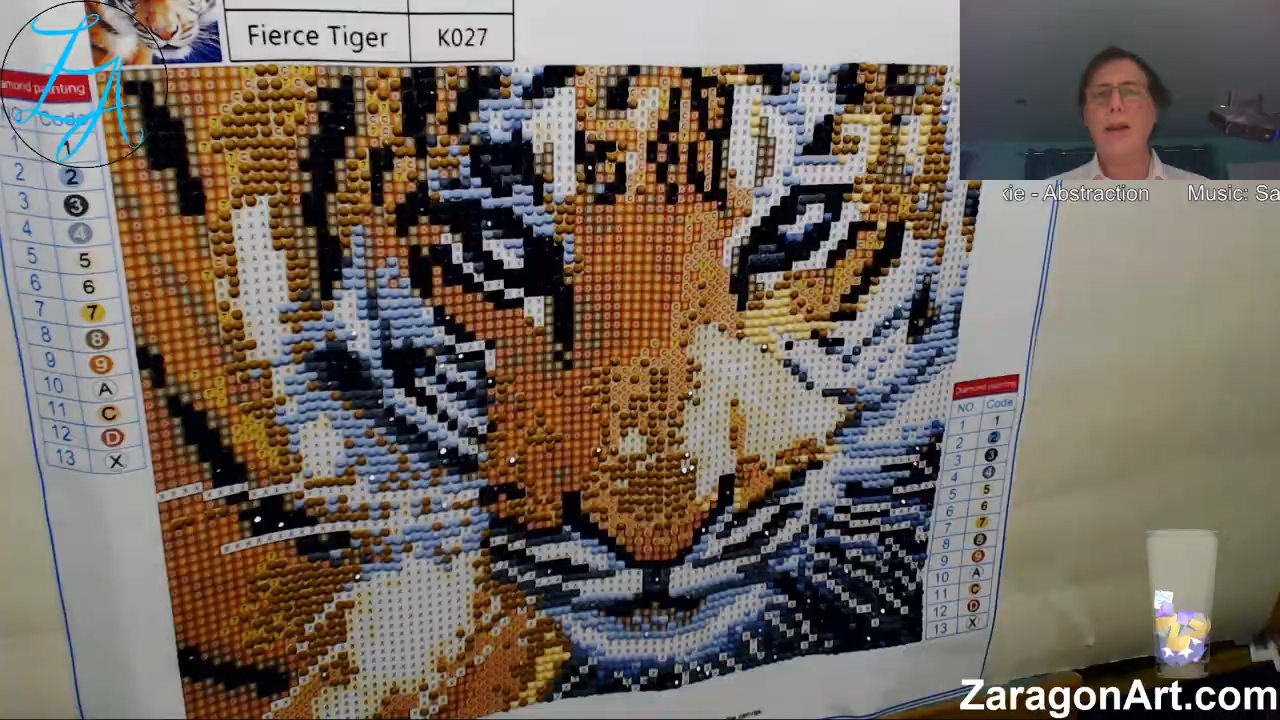 Fierce Tiger K027
amond painting
Code
1 1
2 2
3 3
4 4
5 5
6 6
7 7
8 8
9 9
10 A
11 C
12 D
13 X
kie - Abstraction Music: Sa
Diamond painting
NO. Code
1 1
2 2
3 3
4 4
5 5
6 6
7 7
8 8
9 9
10 A
11 C
12 D
13 X
ZaragonArt.com